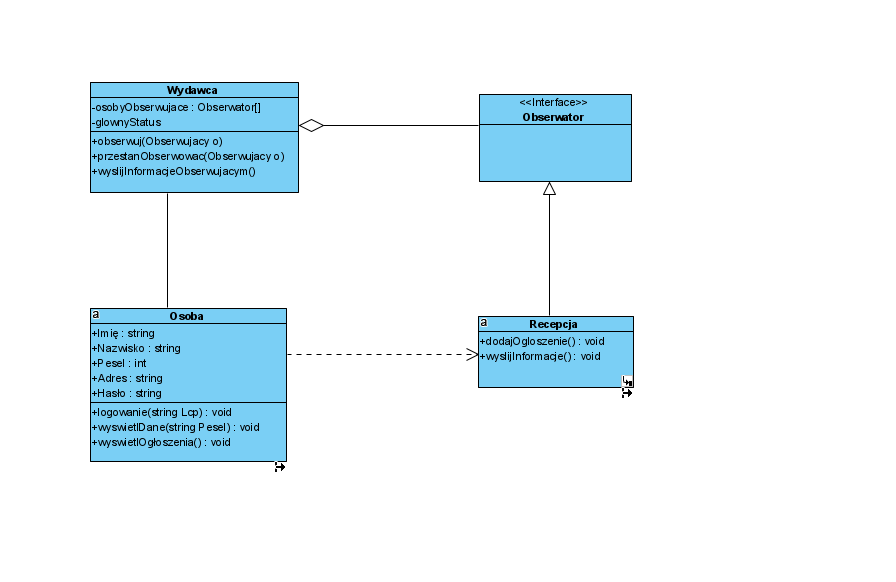 Wydawca
-osobyObserwujace : Obserwator[]
-glownyStatus
+obserwuj(Obserwujacy o)
+przestanObserwowac(Obserwujacy o)
+wyslijInformacjeObserwujacym()
<<Interface>>
Obserwator
a
Osoba
+Imię : string
+Nazwisko : string
+Pesel : int
+Adres : string
+Hasło : string
+logowanie(string Lcp) : void
+wyswietlDane(string Pesel) : void
+wyswietlOgłoszenia() : void
a
Recepcja
+dodajOgloszenie() : void
+wyslijInformacje() : void